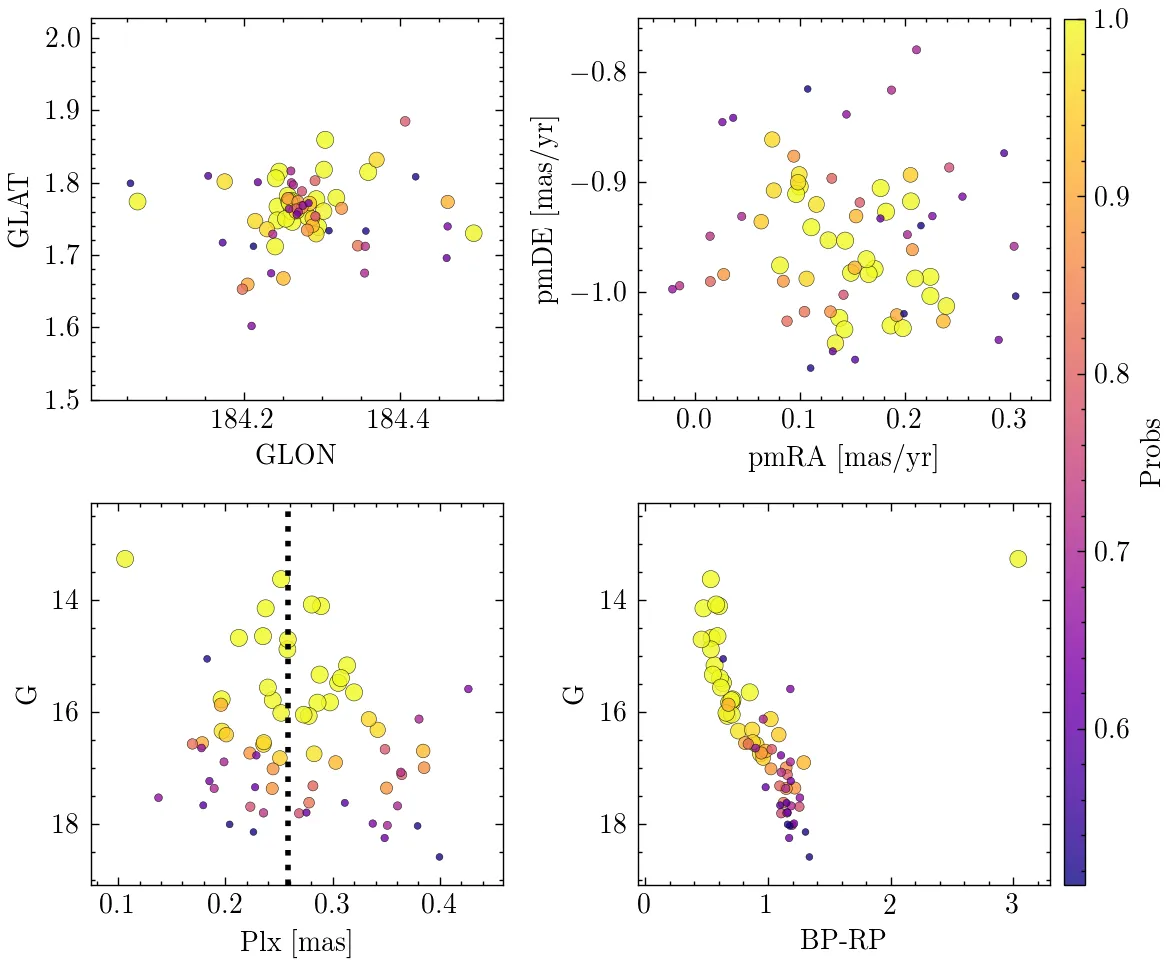 2.0
1.9
1.8
1.7
1.6
1.5
GLAT
184.2 184.4
GLON
−0.8
−0.9
−1.0
pmDE [mas/yr]
0.0 0.1 0.2 0.3
pmRA [mas/yr]
14
16
18
G
0.1 0.2 0.3 0.4
Plx [mas]
14
16
18
G
0 1 2 3
BP-RP
1.0
0.9
0.8
0.7
0.6
Probs